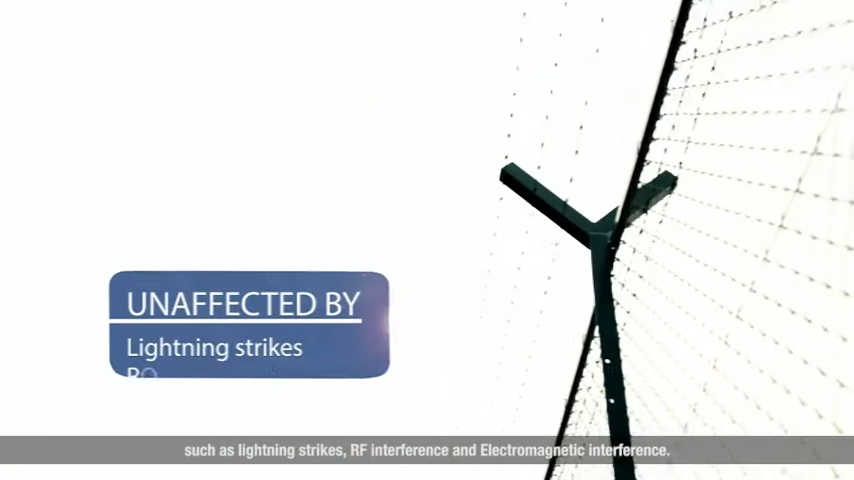 UNAFFECTED BY
Lightning strikes
such as lightning strikes, RF interference and Electromagnetic interference.